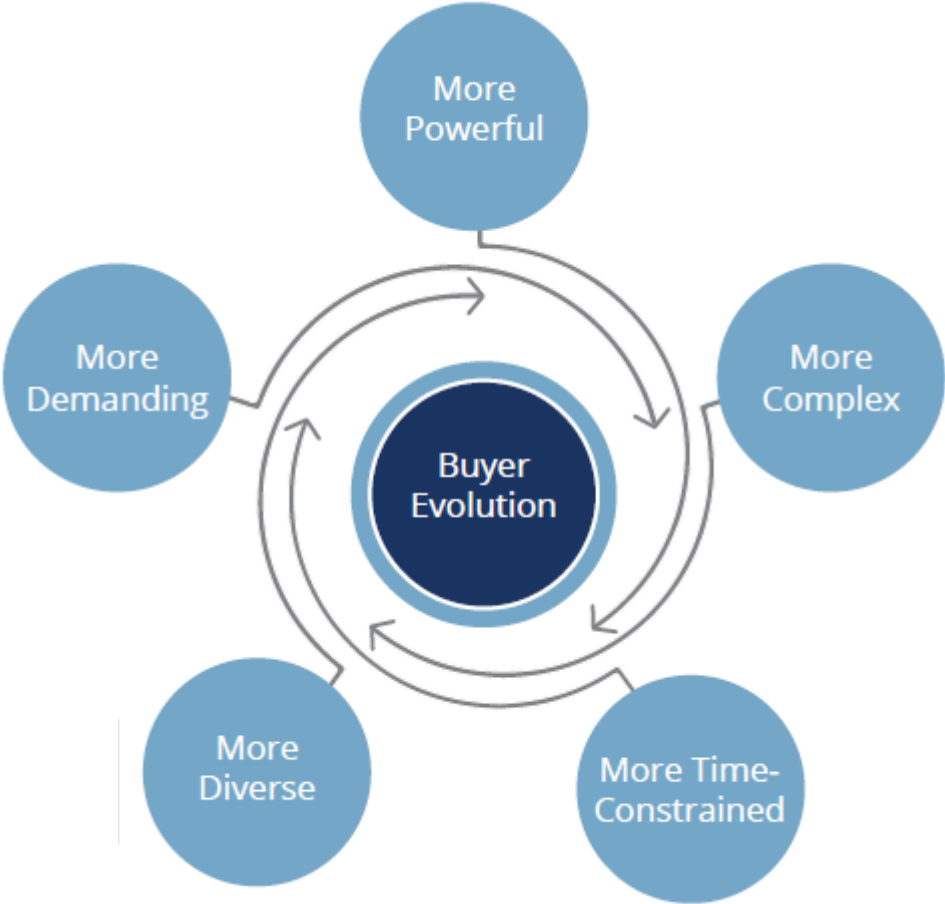 More
Powerful
More
Demanding
More
Complex
Buyer
Evolution
More
Diverse
More Time-
Constrained